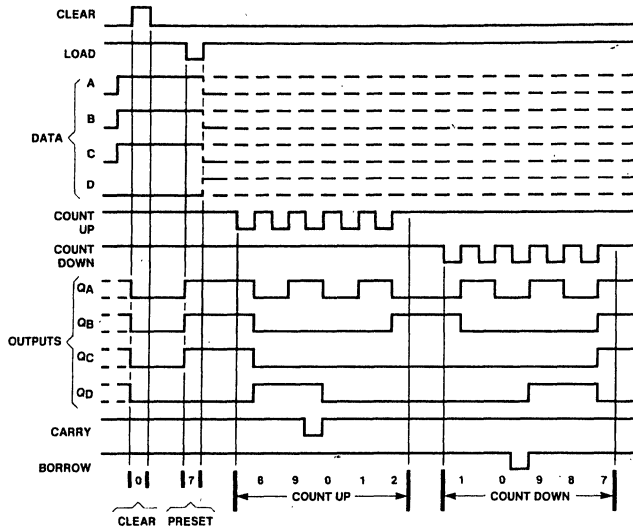 CLEAR
LOAD
A
B
DATA
C
D
COUNT
UP
COUNT
DOWN
QA
QB
OUTPUTS
QC
QD
CARRY
BORROW
0 7 8 9 0 1 2 1 0 9 8 7
COUNT UP COUNT DOWN
CLEAR PRESET